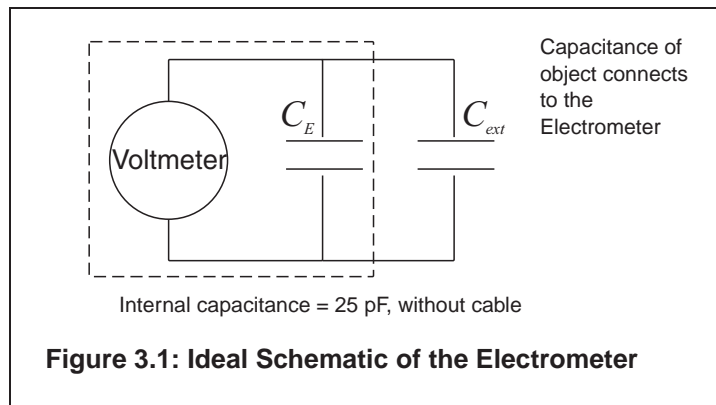 Capacitance of
object connects
to the
Electrometer
C_E
C_ext
Voltmeter
Internal capacitance = 25 pF, without cable
Figure 3.1: Ideal Schematic of the Electrometer